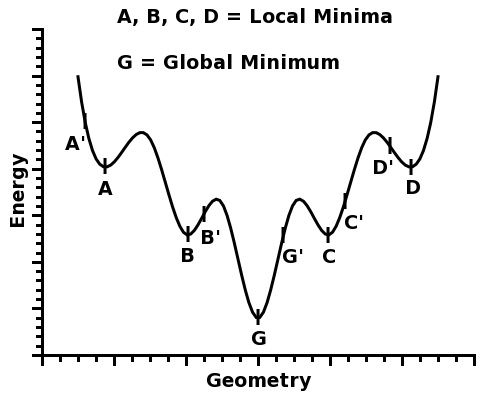 A, B, C, D = Local Minima
G = Global Minimum
A'
A
B
B'
G
G'
C
C'
D'
D
Energy
Geometry